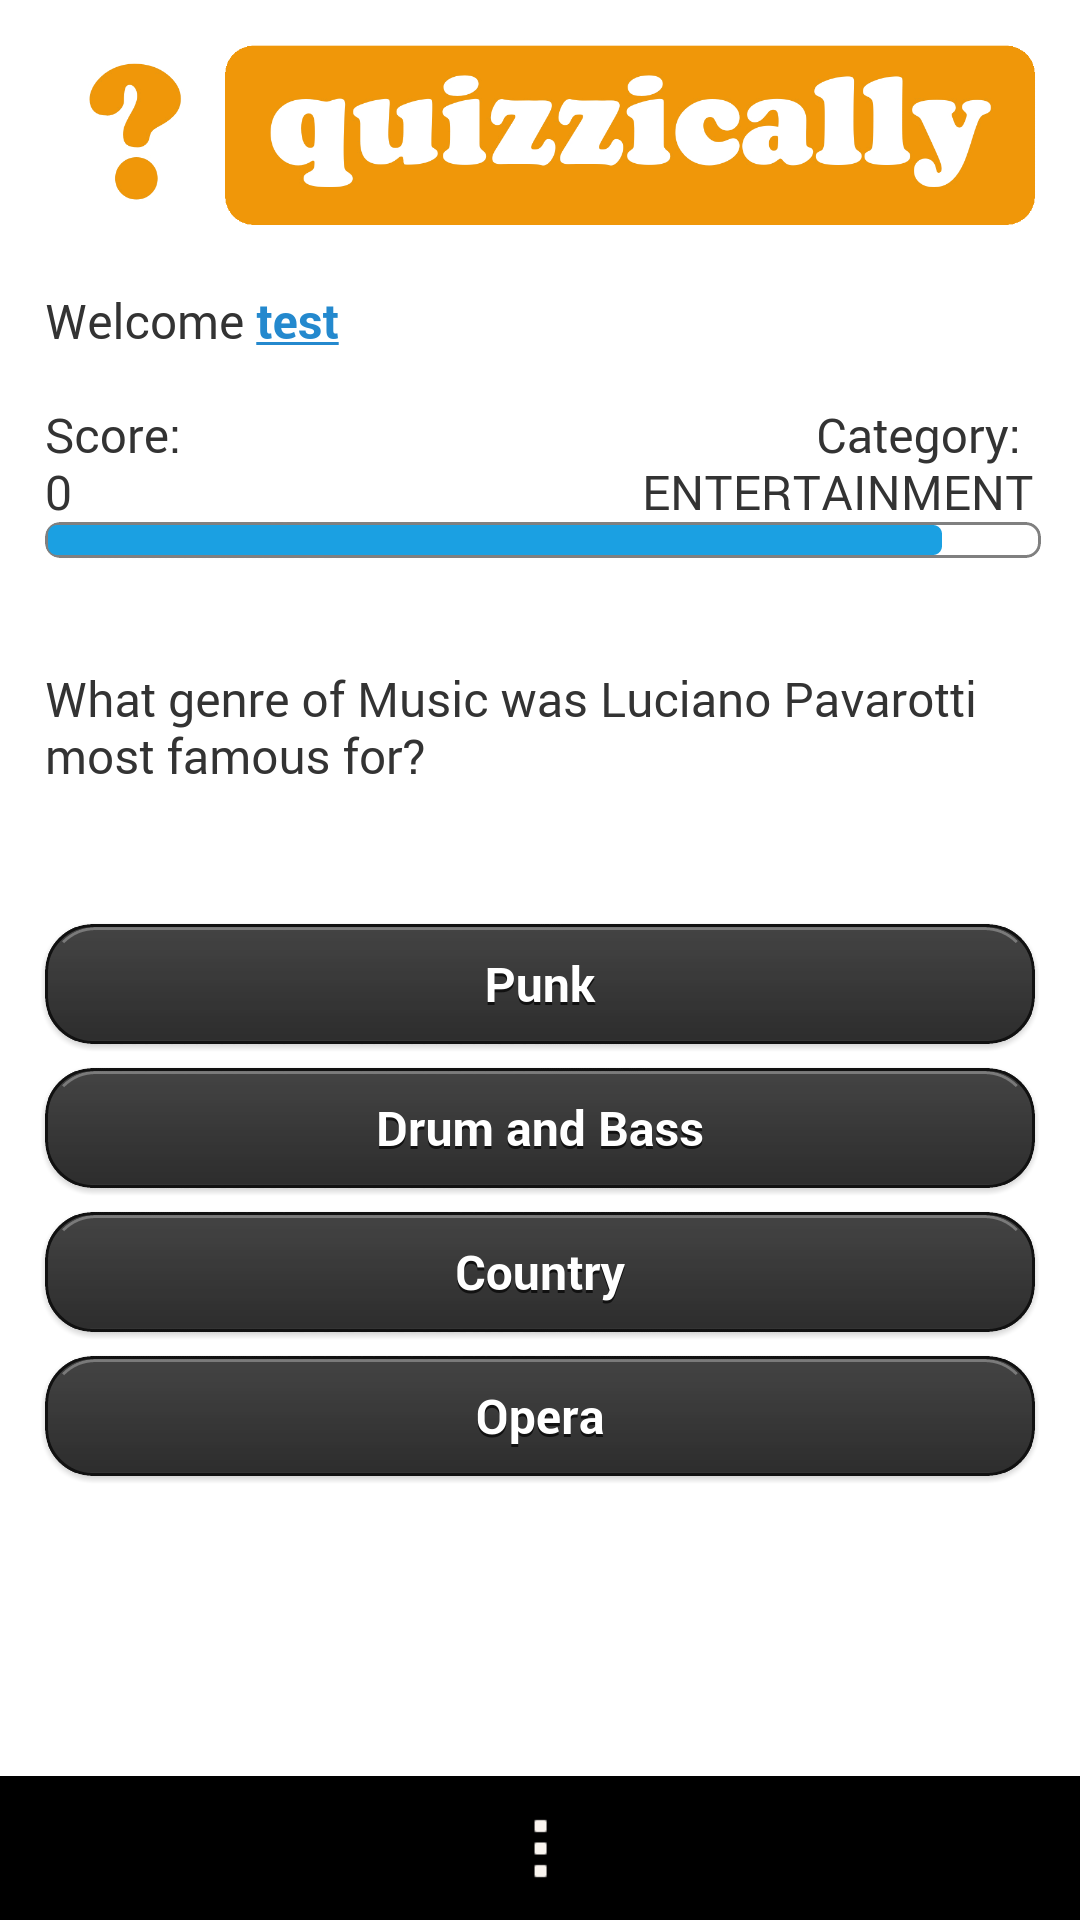 ? quizzically
Welcome test
Score: Category:
0 ENTERTAINMENT
What genre of Music was Luciano Pavarotti
most famous for?
Punk
Drum and Bass
Country
Opera